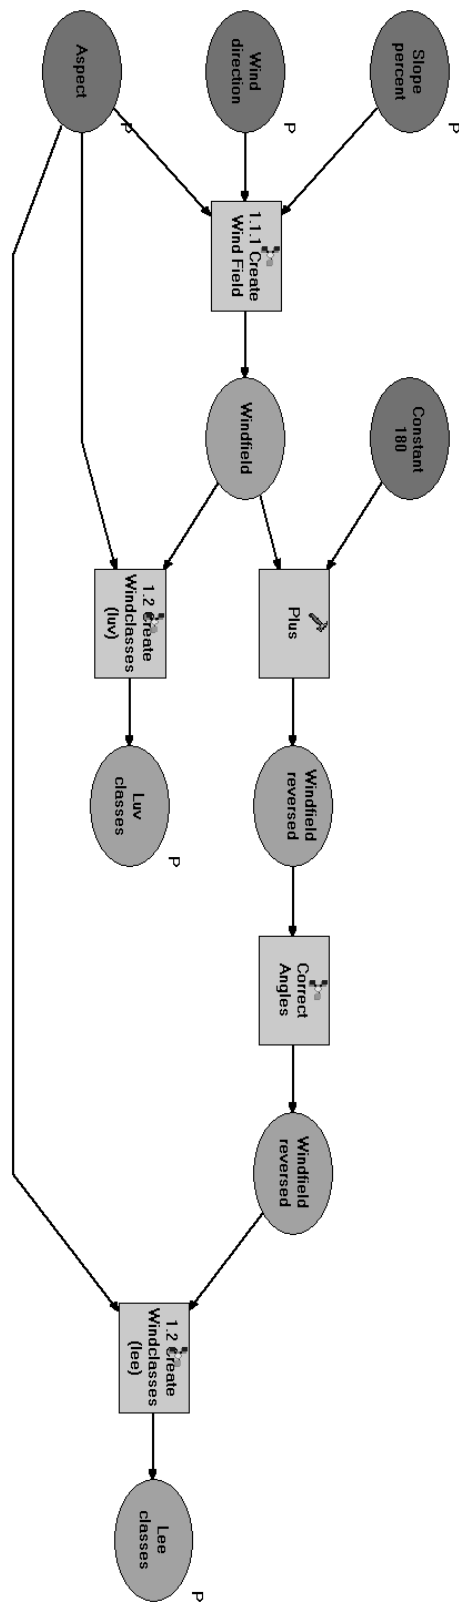 Slope
percent
P
Wind
direction
P
Aspect
P
1.1.1 Create
Wind Field
Constant
180
Windfield
Plus
1.2 Create
Windclasses
(luv)
Windfield
reversed
Luv
classes
P
Correct
Angles
Windfield
reversed
1.2 Create
Windclasses
(lee)
Lee
classes
P